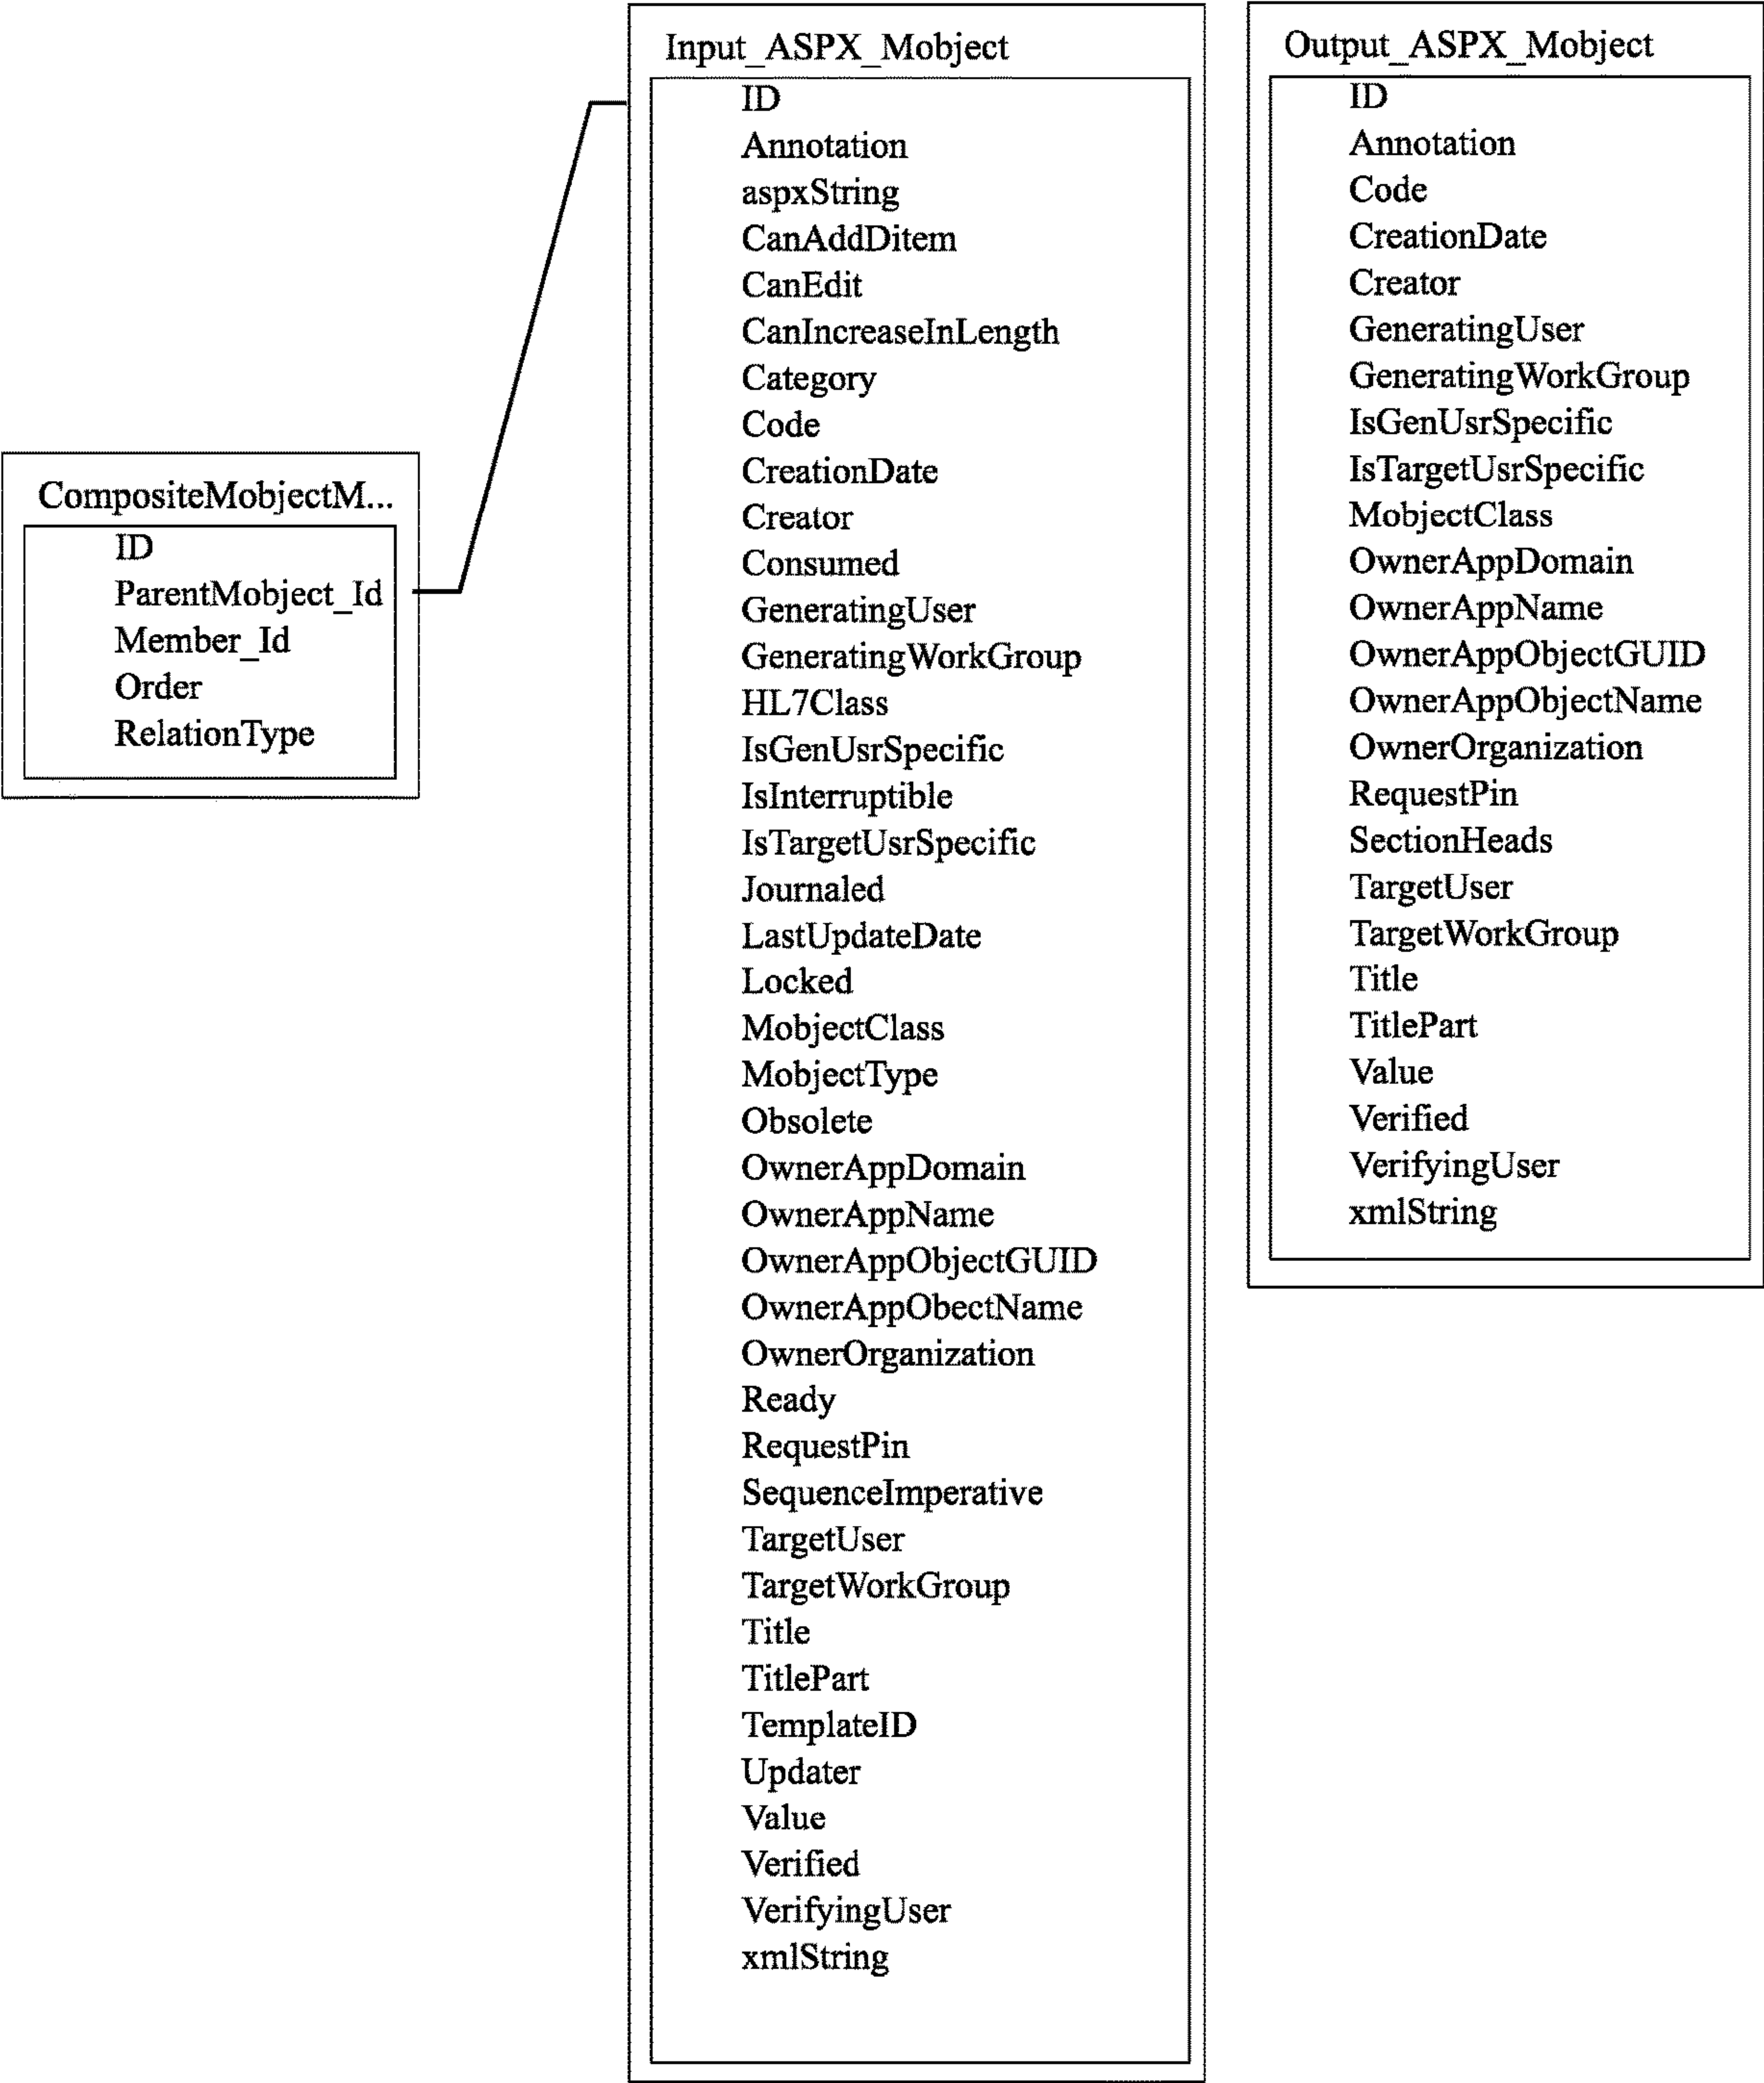 CompositeMobjectM...
ID
ParentMobject_Id
Member_Id
Order
RelationType
Input_ASPX_Mobject
ID
Annotation
aspxString
CanAddDitem
CanEdit
CanIncreaseInLength
Category
Code
CreationDate
Creator
Consumed
GeneratingUser
GeneratingWorkGroup
HL7Class
IsGenUsrSpecific
IsInterruptible
IsTargetUsrSpecific
Journaled
LastUpdateDate
Locked
MobjectClass
MobjectType
Obsolete
OwnerAppDomain
OwnerAppName
OwnerAppObjectGUID
OwnerAppObectName
OwnerOrganization
Ready
RequestPin
SequenceImperative
TargetUser
TargetWorkGroup
Title
TitlePart
TemplateID
Updater
Value
Verified
VerifyingUser
xmlString
Output_ASPX_Mobject
ID
Annotation
Code
CreationDate
Creator
GeneratingUser
GeneratingWorkGroup
IsGenUsrSpecific
IsTargetUsrSpecific
MobjectClass
OwnerAppDomain
OwnerAppName
OwnerAppObjectGUID
OwnerAppObjectName
OwnerOrganization
RequestPin
SectionHeads
TargetUser
TargetWorkGroup
Title
TitlePart
Value
Verified
VerifyingUser
xmlString